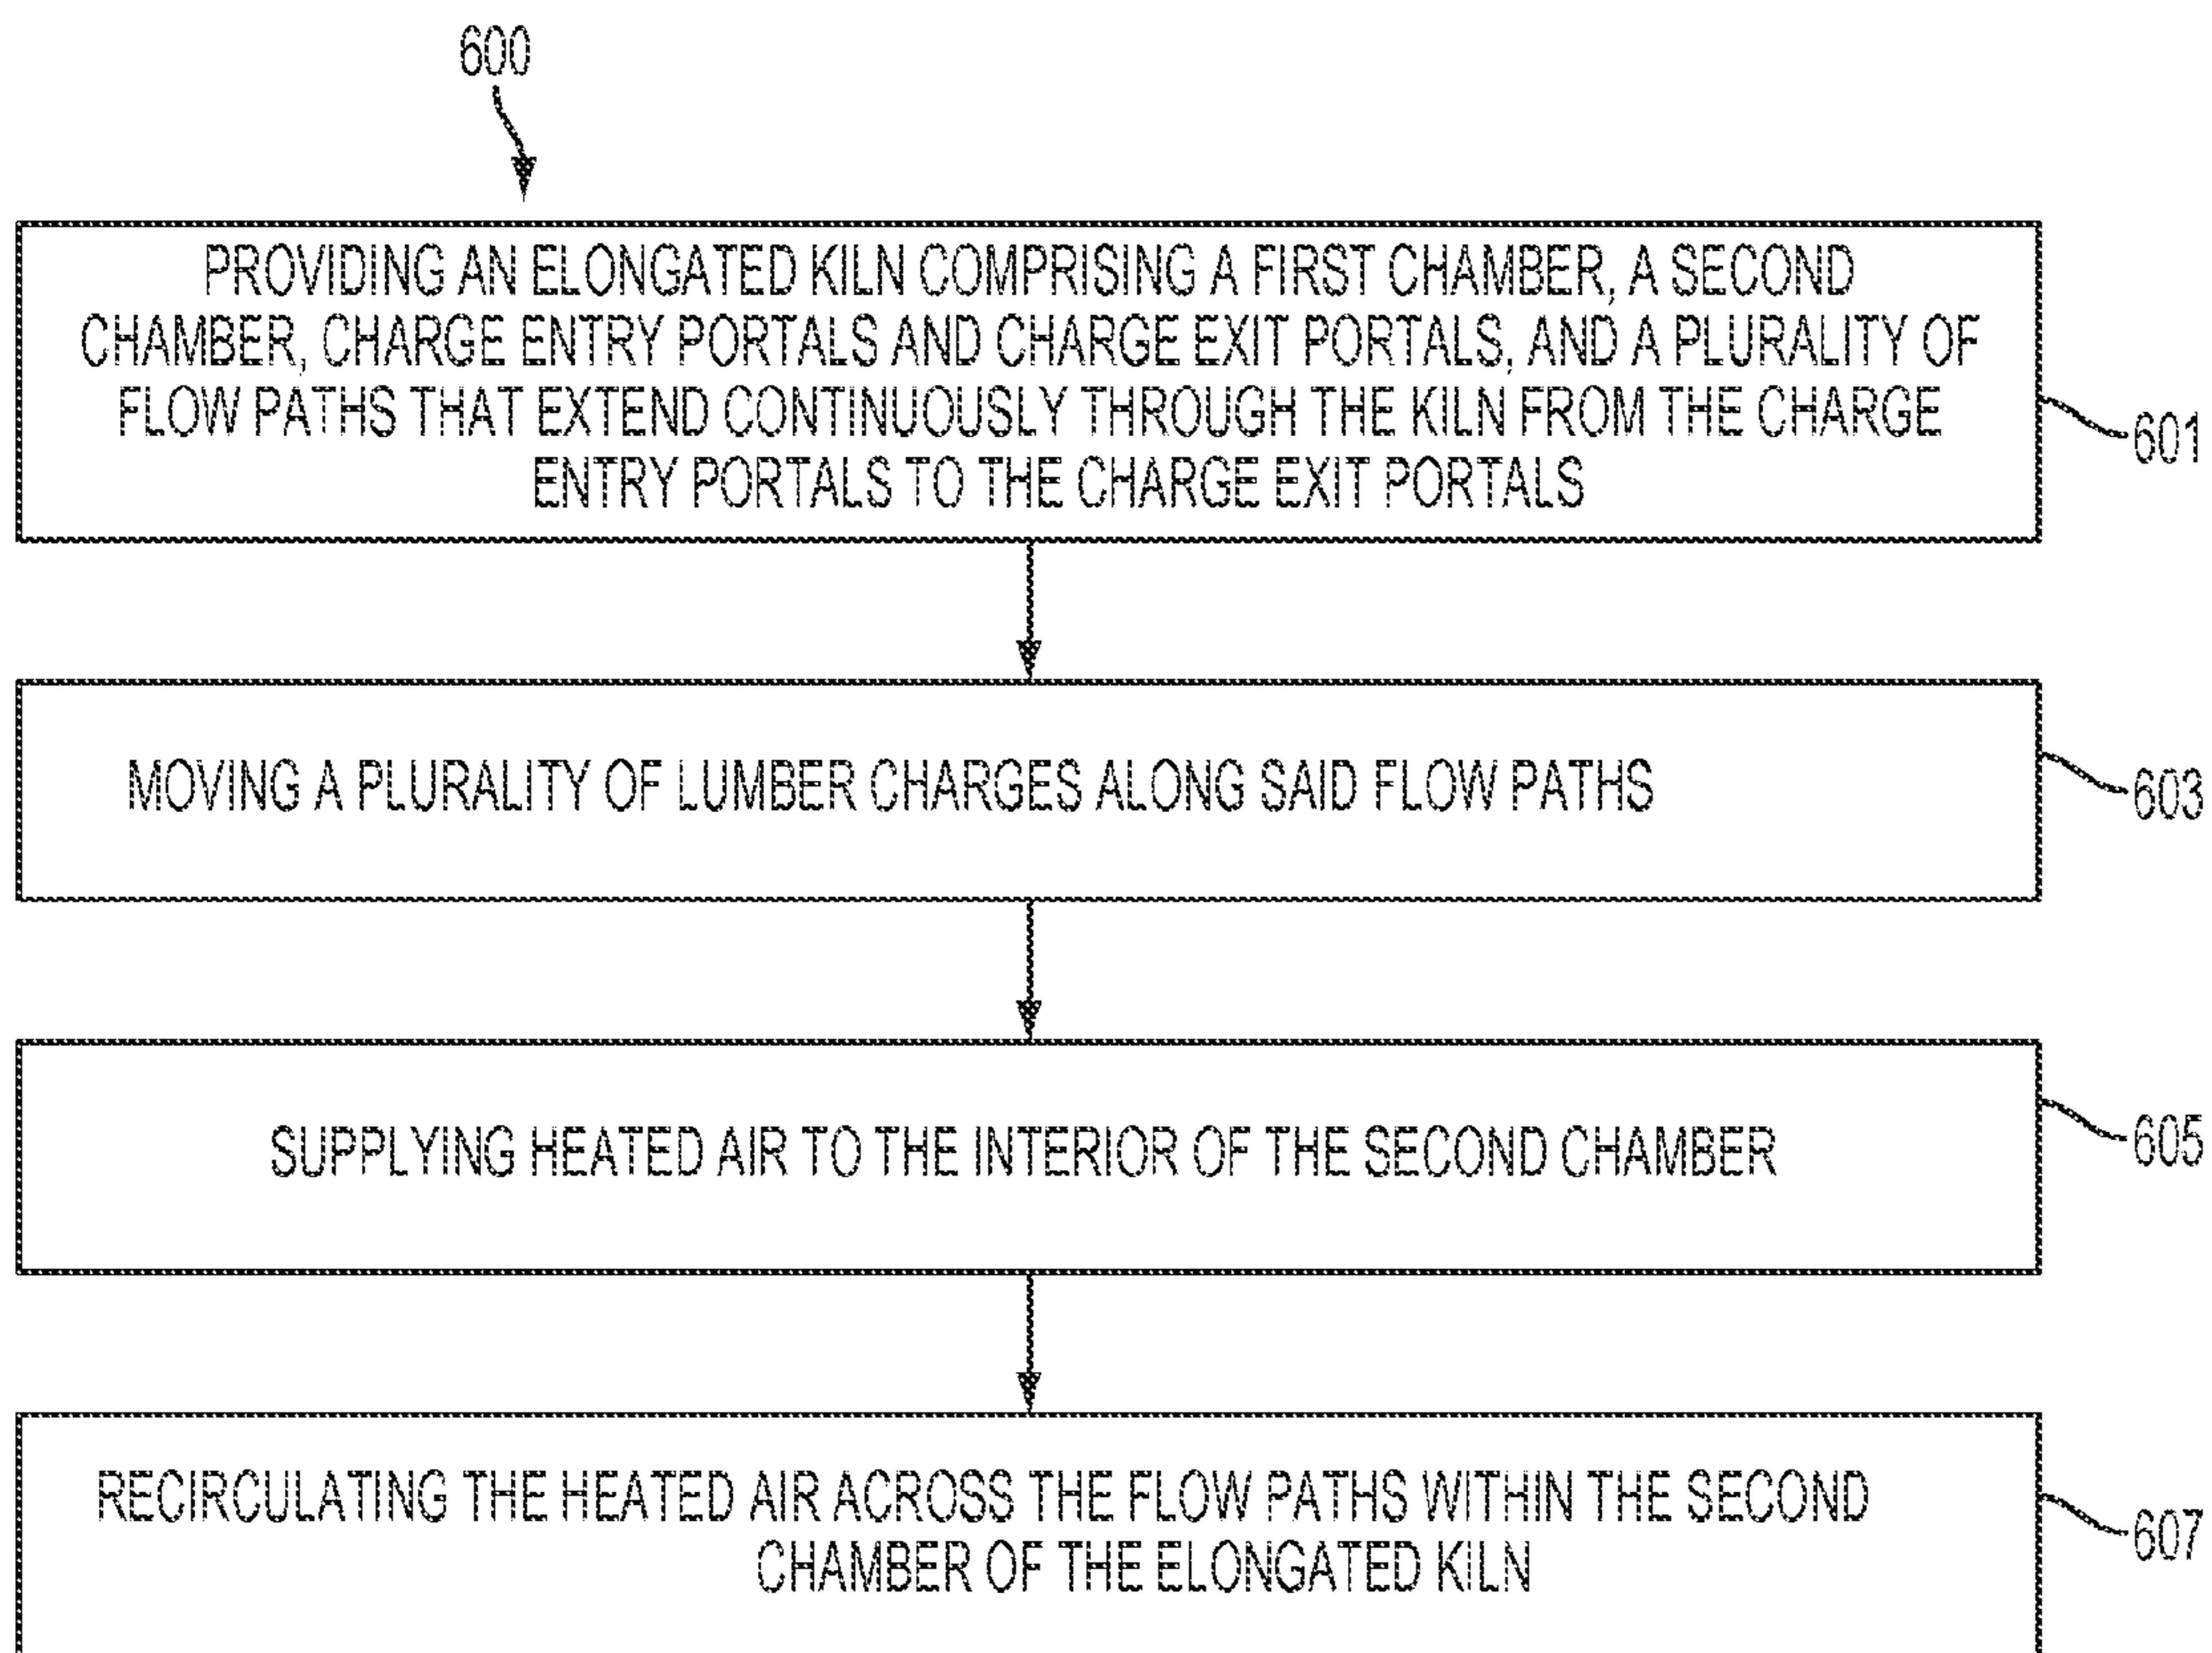 600
PROVIDING AN ELONGATED KILN COMPRISING A FIRST CHAMBER, A SECOND
CHAMBER, CHARGE ENTRY PORTALS AND CHARGE EXIT PORTALS, AND A PLURALITY OF
FLOW PATHS THAT EXTEND CONTINUOUSLY THROUGH THE KILN FROM THE CHARGE
ENTRY PORTALS TO THE CHARGE EXIT PORTALS
601
MOVING A PLURALITY OF LUMBER CHARGES ALONG SAID FLOW PATHS
603
SUPPLYING HEATED AIR TO THE INTERIOR OF THE SECOND CHAMBER
605
RECIRCULATING THE HEATED AIR ACROSS THE FLOW PATHS WITHIN THE SECOND
CHAMBER OF THE ELONGATED KILN
607